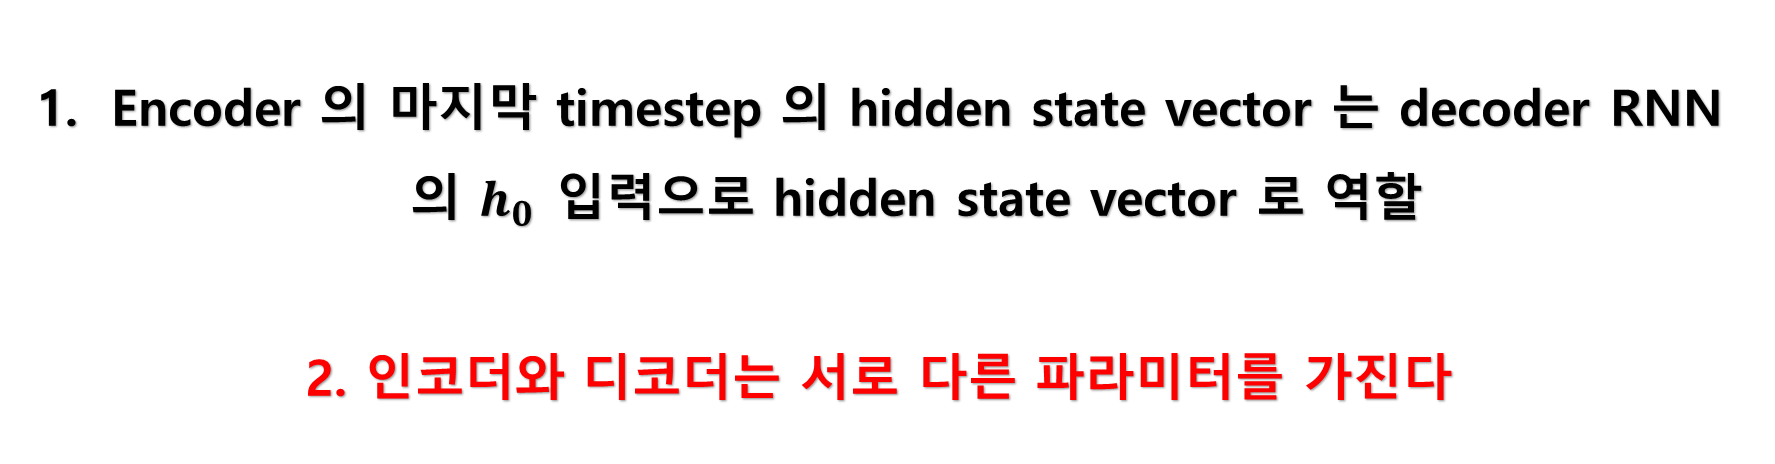 1. Encoder 의 마지막 timestep 의 hidden state vector 는 decoder RNN
의 h₀ 입력으로 hidden state vector 로 역할
2. 인코더와 디코더는 서로 다른 파라미터를 가진다